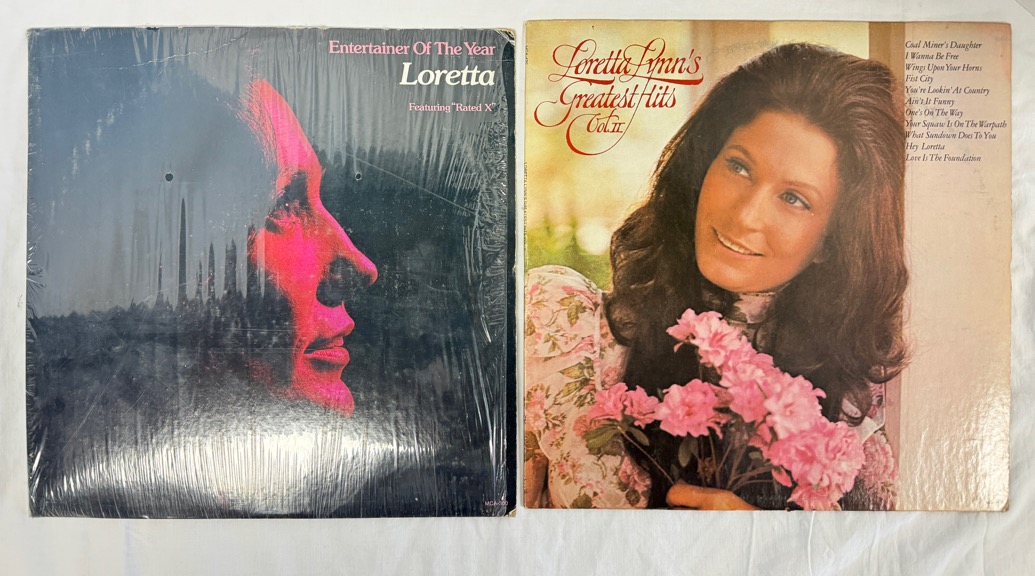 Entertainer Of The Year
Loretta
Featuring "Rated X"
Loretta Lynn's
Greatest Hits
Vol. II
Coal Miner's Daughter
I Wanna Be Free
Wings Upon Your Horns
Fist City
You're Lookin' At Country
Ain't It Funny
One's On The Way
Your Squaw Is On The Warpath
What Sundown Does To You
Hey Loretta
Love Is The Foundation